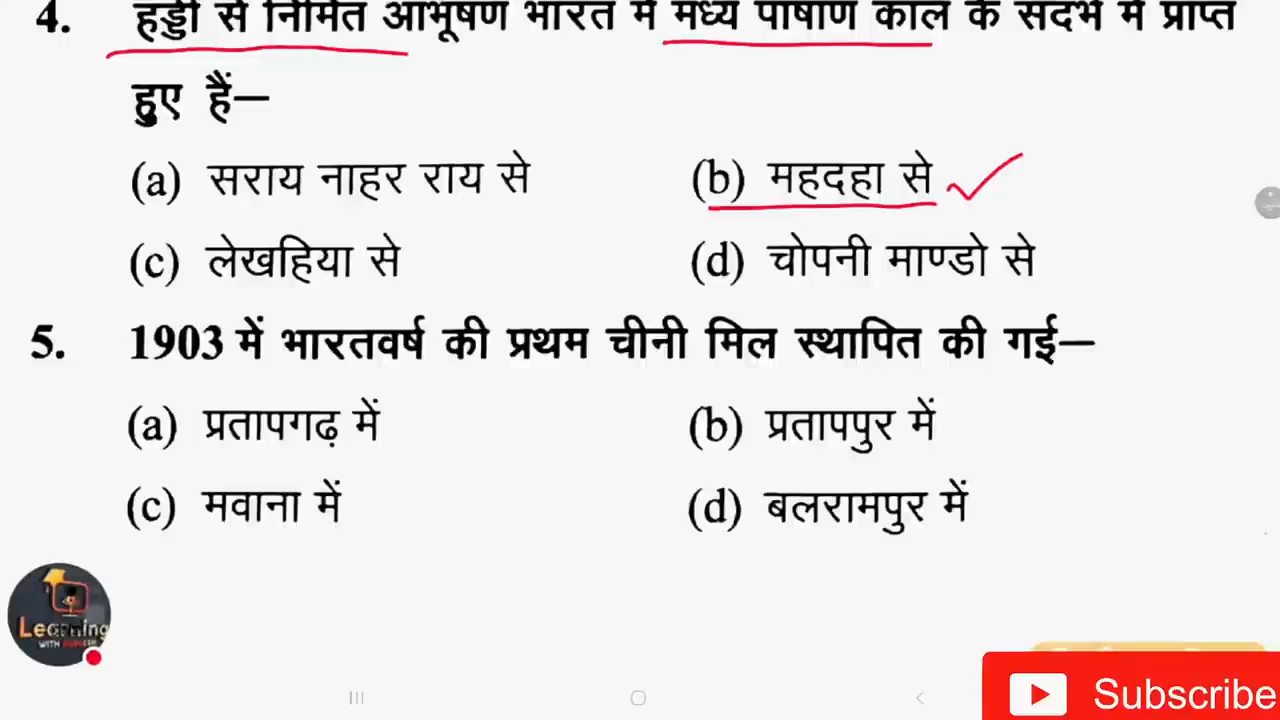 4. हड्डी से निर्मित आभूषण भारत में मध्य पाषाण काल के संदर्भ में प्राप्त
हुए हैं–
(a) सराय नाहर राय से (b) महदहा से
(c) लेखहिया से (d) चोपनी माण्डो से
5. 1903 में भारतवर्ष की प्रथम चीनी मिल स्थापित की गई–
(a) प्रतापगढ़ में (b) प्रतापपुर में
(c) मवाना में (d) बलरामपुर में
Learning
WITH
Subscribe